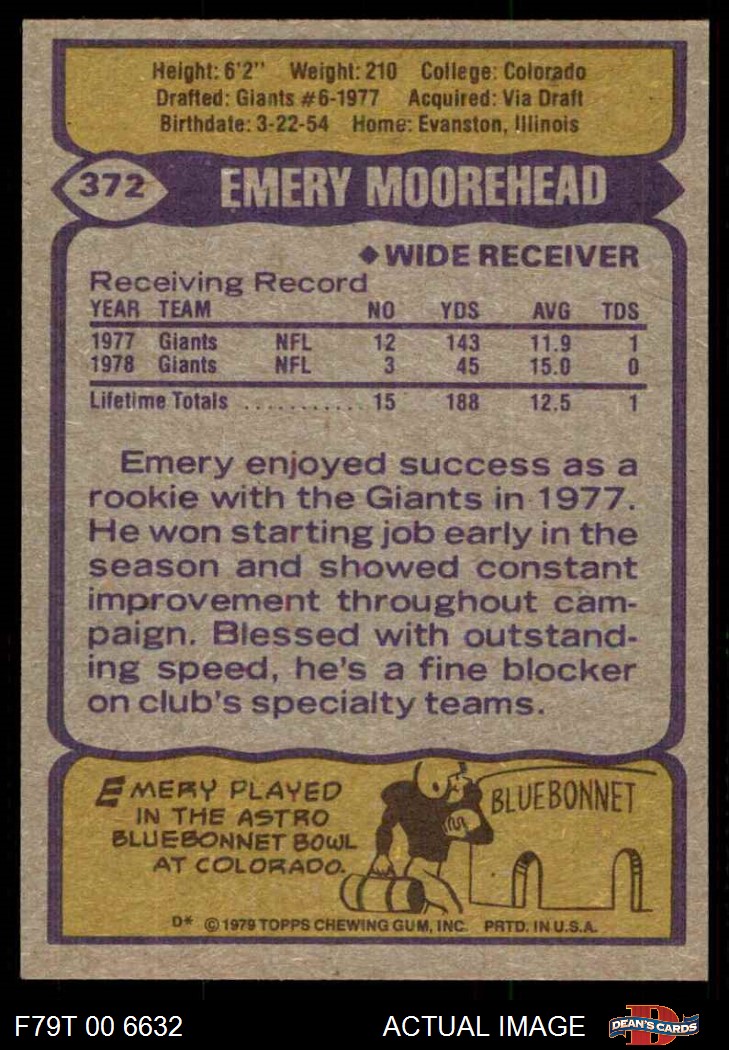 Height: 6'2" Weight: 210 College: Colorado
Drafted: Giants #6-1977 Acquired: Via Draft
Birthdate: 3-22-54 Home: Evanston, Illinois
372 EMERY MOOREHEAD
◆ WIDE RECEIVER
Receiving Record
YEAR TEAM NO YDS AVG TDS
1977 Giants NFL 12 143 11.9 1
1978 Giants NFL 3 45 15.0 0
Lifetime Totals ........... 15 188 12.5 1
Emery enjoyed success as a
rookie with the Giants in 1977.
He won starting job early in the
season and showed constant
improvement throughout cam-
paign. Blessed with outstand-
ing speed, he's a fine blocker
on club's specialty teams.
EMERY PLAYED
IN THE ASTRO
BLUEBONNET BOWL
AT COLORADO.
BLUEBONNET
D* © 1979 TOPPS CHEWING GUM, INC. PRTD. IN U.S.A.
F79T 00 6632 ACTUAL IMAGE D DEAN'S CARDS